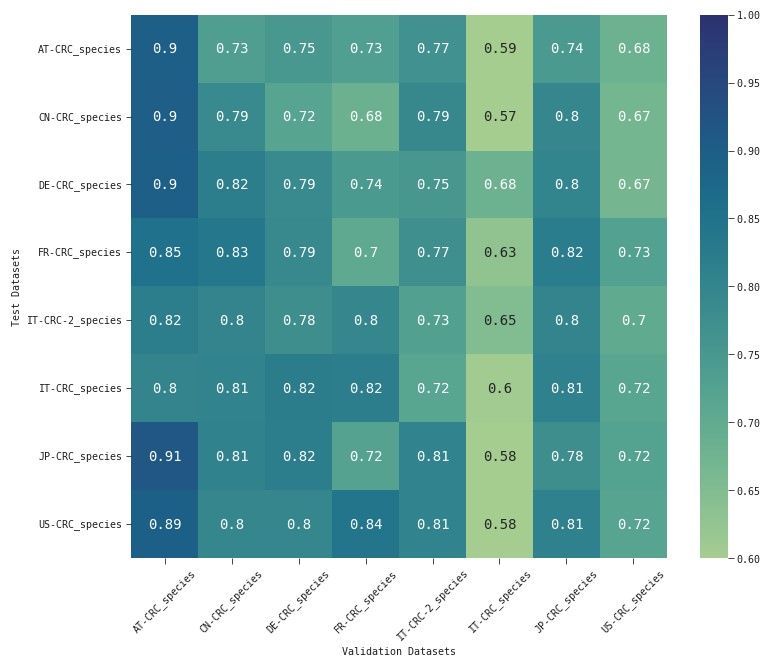 AT-CRC_species 0.9 0.73 0.75 0.73 0.77 0.59 0.74 0.68
CN-CRC_species 0.9 0.79 0.72 0.68 0.79 0.57 0.8 0.67
DE-CRC_species 0.9 0.82 0.79 0.74 0.75 0.68 0.8 0.67
FR-CRC_species 0.85 0.83 0.79 0.7 0.77 0.63 0.82 0.73
IT-CRC-2_species 0.82 0.8 0.78 0.8 0.73 0.65 0.8 0.7
IT-CRC_species 0.8 0.81 0.82 0.82 0.72 0.6 0.81 0.72
JP-CRC_species 0.91 0.81 0.82 0.72 0.81 0.58 0.78 0.72
US-CRC_species 0.89 0.8 0.8 0.84 0.81 0.58 0.81 0.72
Test Datasets
AT-CRC_species CN-CRC_species DE-CRC_species FR-CRC_species IT-CRC-2_species IT-CRC_species JP-CRC_species US-CRC_species
Validation Datasets
1.00
0.95
0.90
0.85
0.80
0.75
0.70
0.65
0.60